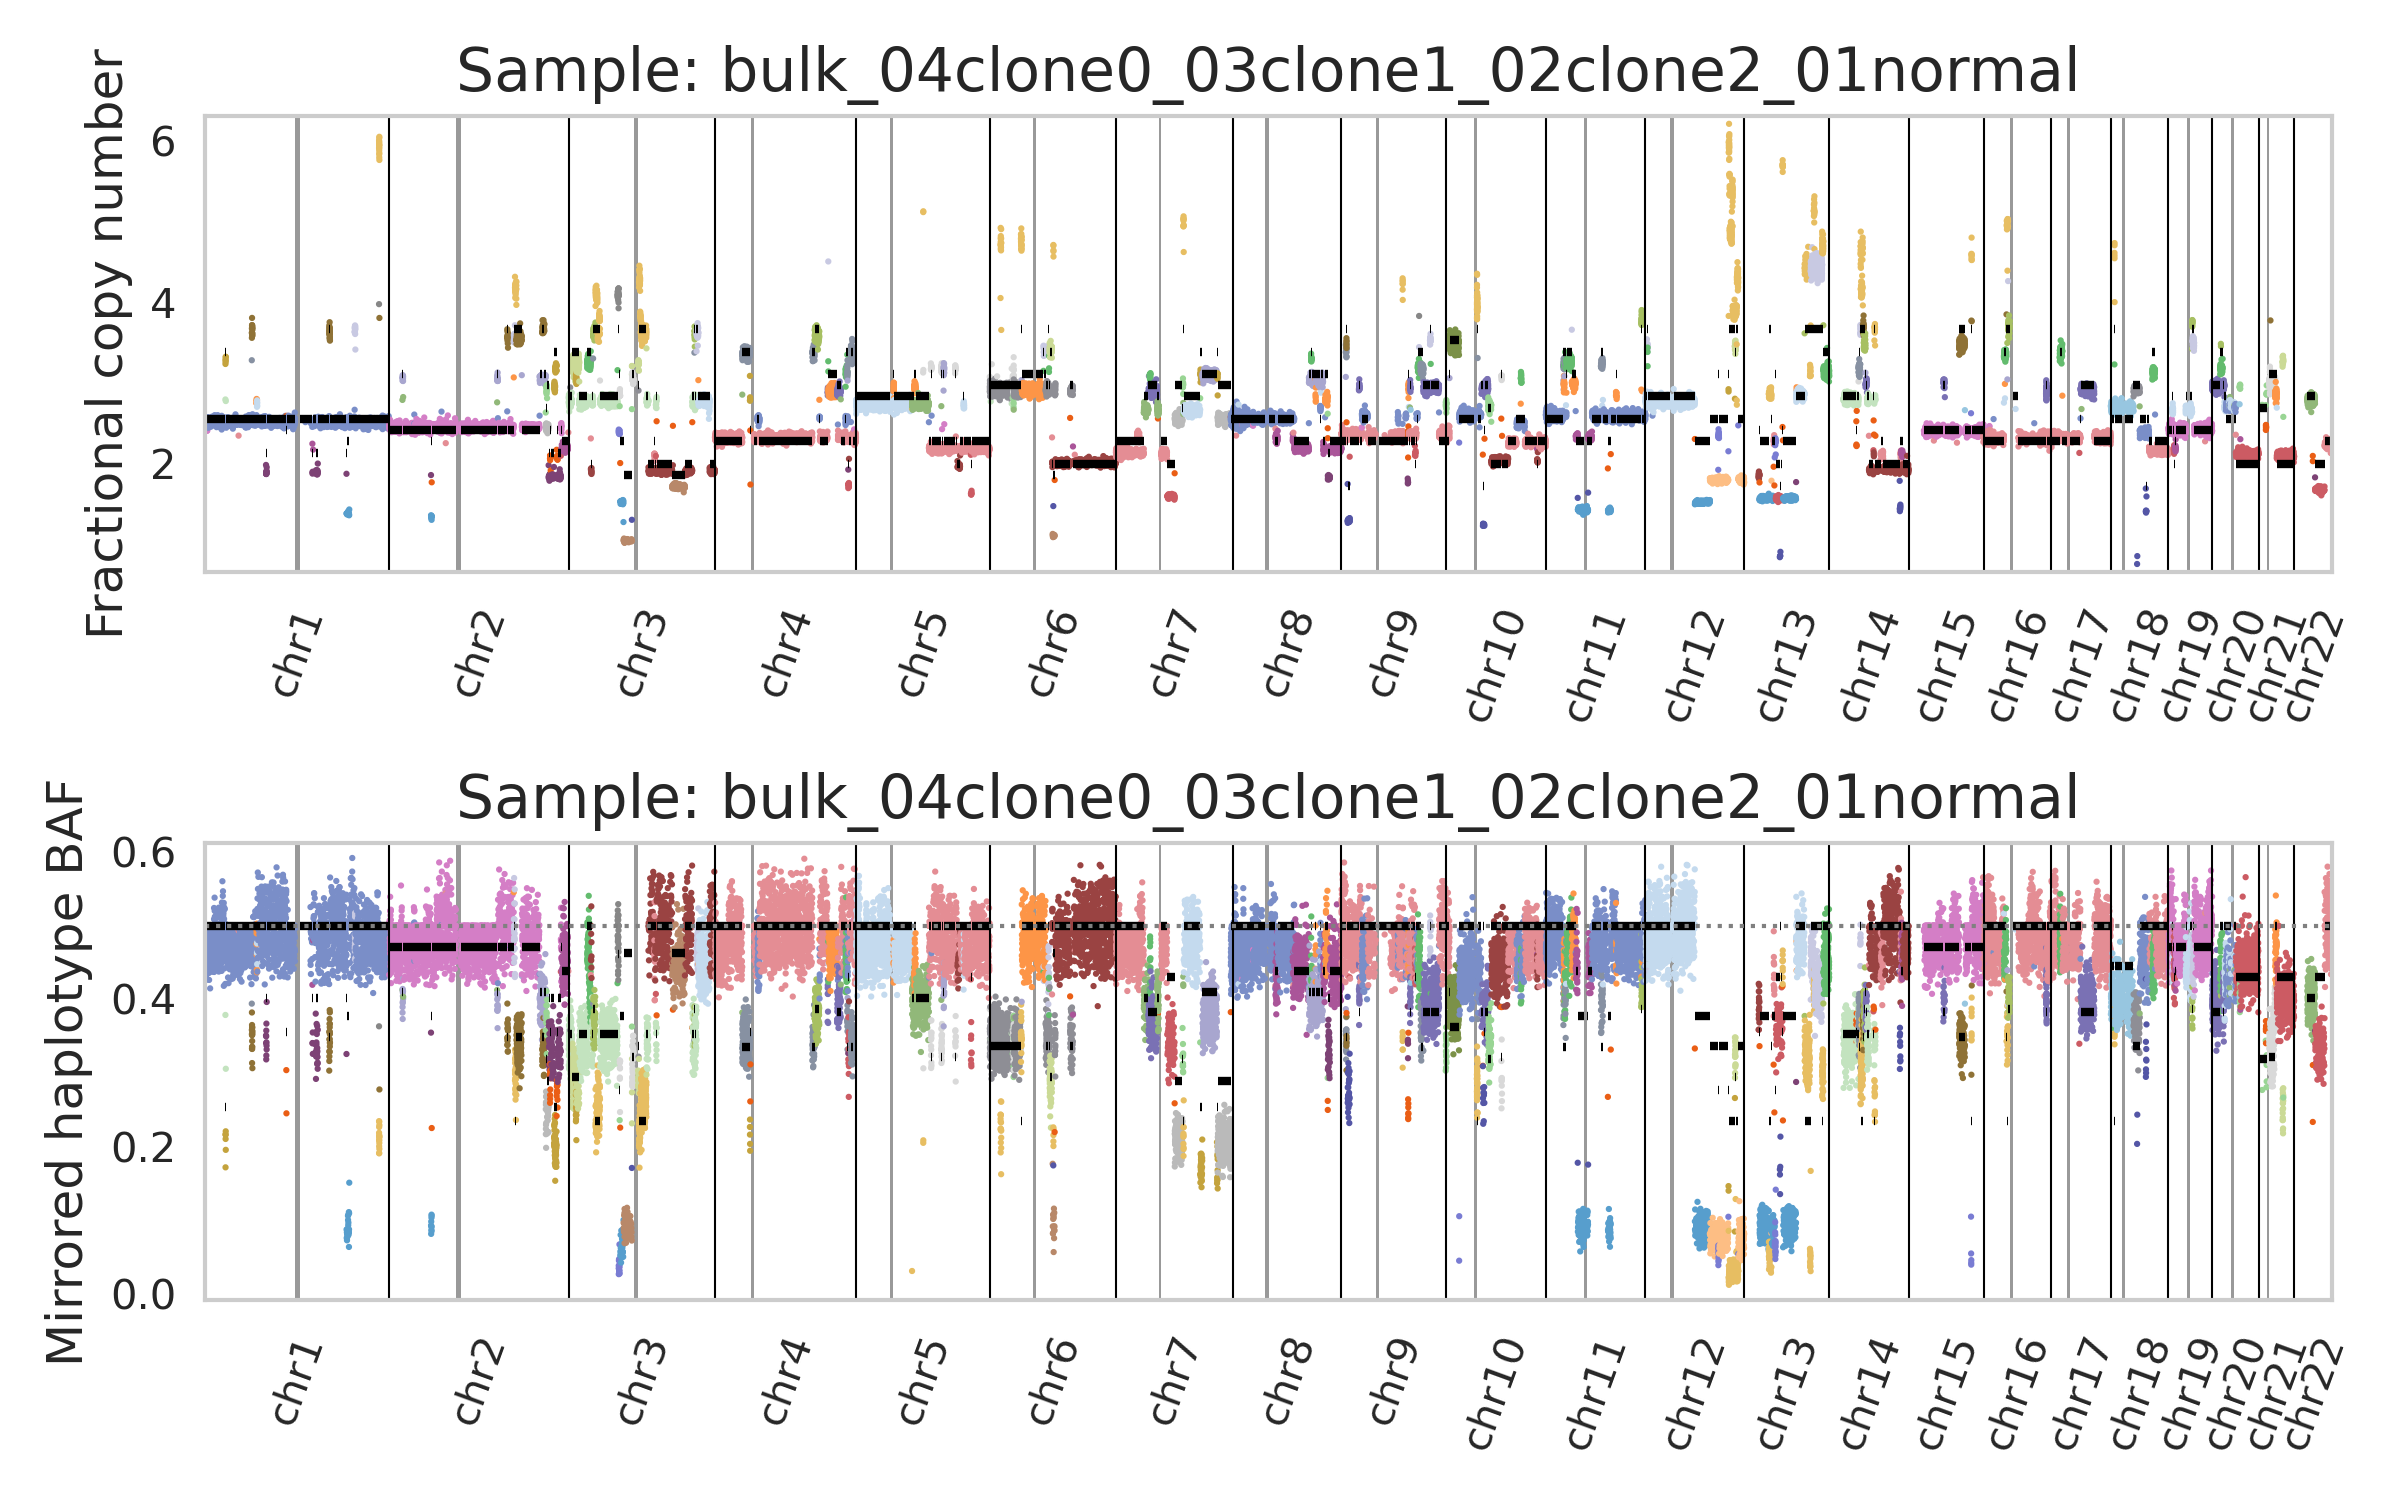 Sample: bulk_04clone0_03clone1_02clone2_01normal
Fractional copy number
6
4
2
chr1 chr2 chr3 chr4 chr5 chr6 chr7 chr8 chr9 chr10 chr11 chr12 chr13 chr14 chr15 chr16 chr17 chr18 chr19 chr20 chr21 chr22
Sample: bulk_04clone0_03clone1_02clone2_01normal
Mirrored haplotype BAF
0.6
0.4
0.2
0.0
chr1 chr2 chr3 chr4 chr5 chr6 chr7 chr8 chr9 chr10 chr11 chr12 chr13 chr14 chr15 chr16 chr17 chr18 chr19 chr20 chr21 chr22